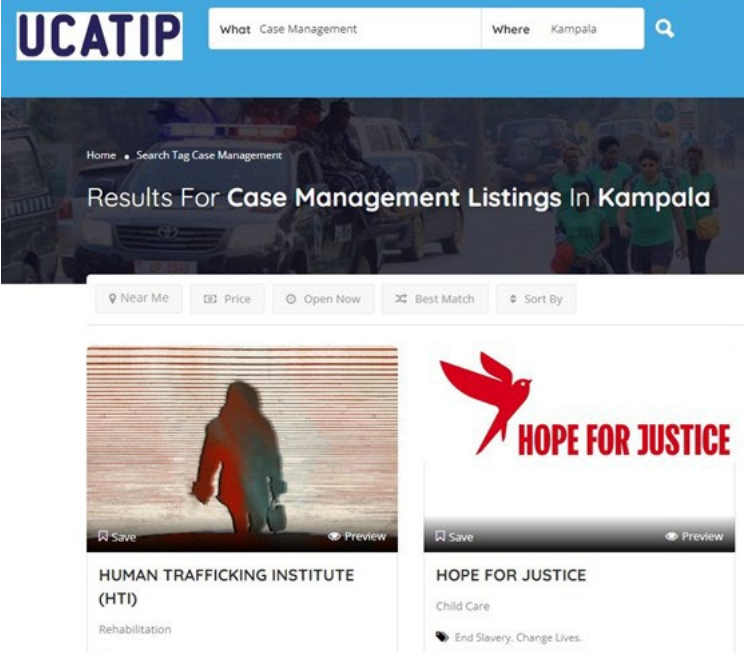 UCATIP
What Case Management Where Kampala
Home • Search Tag Case Management
Results For Case Management Listings In Kampala
Near Me Price Open Now Best Match Sort By
HOPE FOR JUSTICE
Save Preview Save Preview
HUMAN TRAFFICKING INSTITUTE
(HTI)
Rehabilitation
HOPE FOR JUSTICE
Child Care
End Slavery. Change Lives.